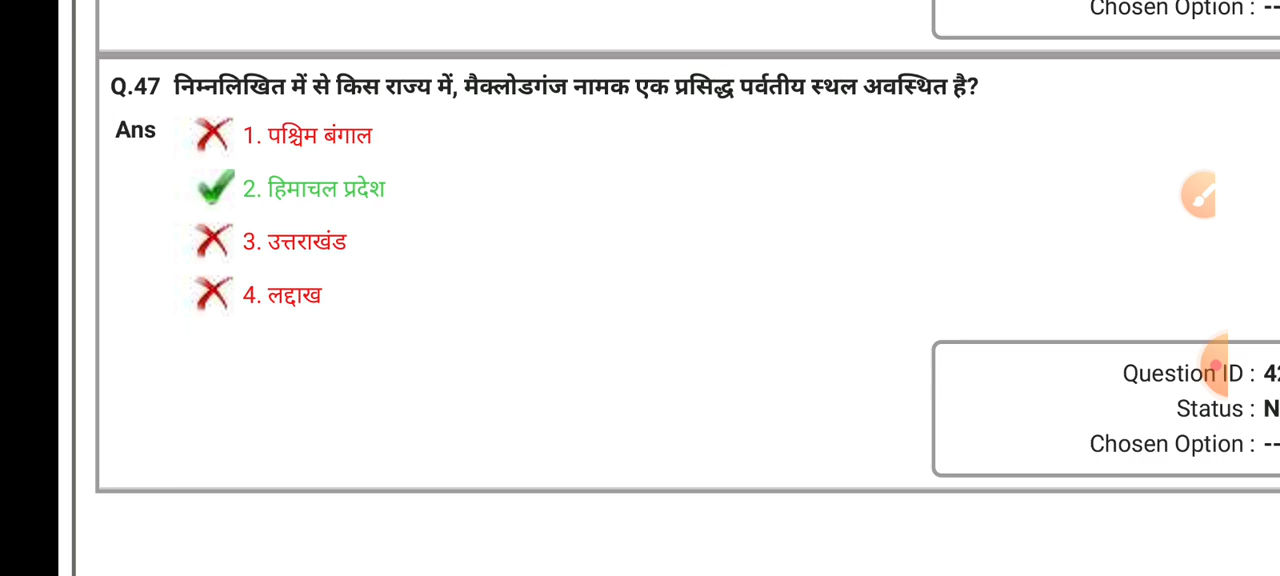 Chosen Option : --
Q.47 निम्नलिखित में से किस राज्य में, मैक्लोडगंज नामक एक प्रसिद्ध पर्वतीय स्थल अवस्थित है?
Ans 1. पश्चिम बंगाल
2. हिमाचल प्रदेश
3. उत्तराखंड
4. लद्दाख
Question ID : 4
Status : N
Chosen Option : --